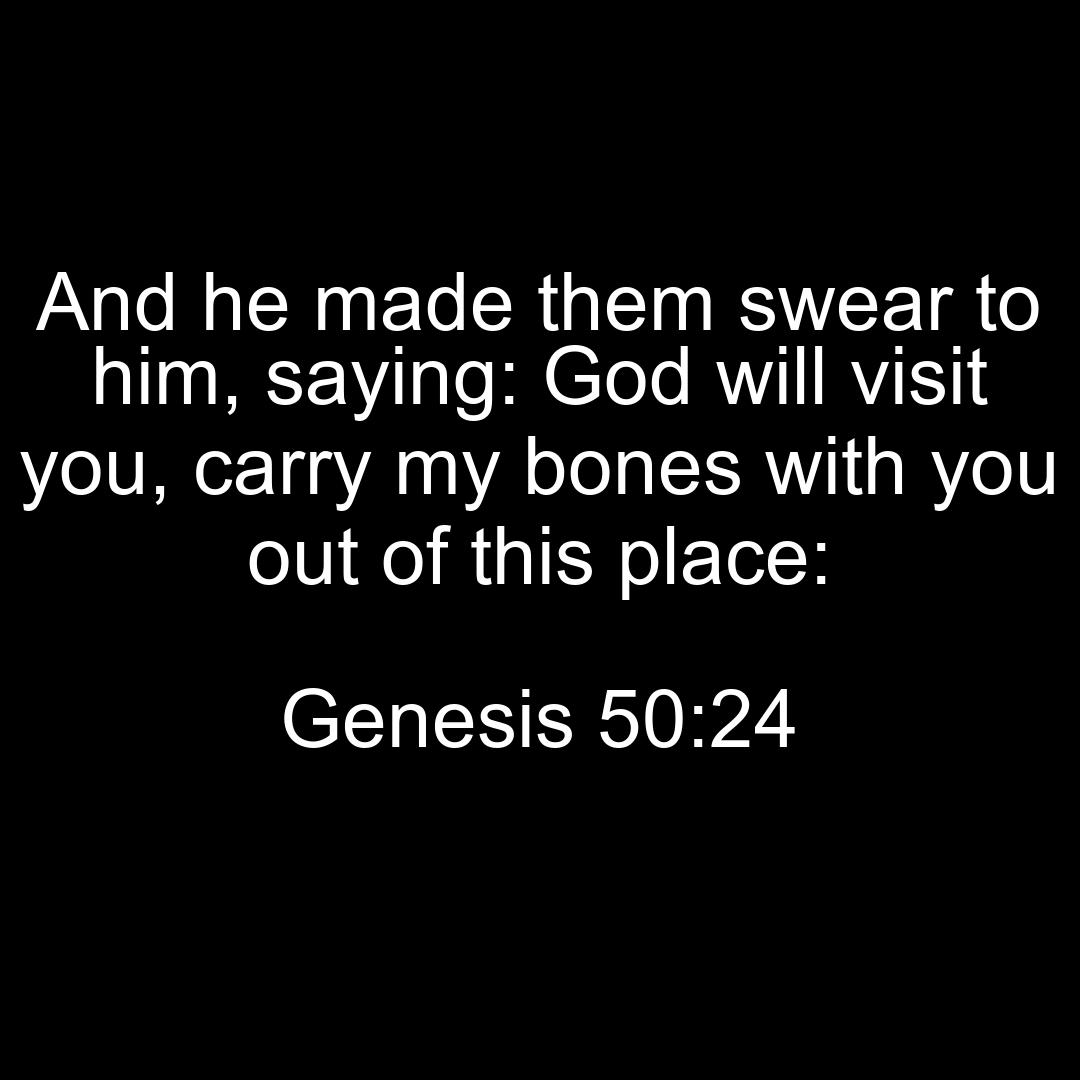 And he made them swear to
him, saying: God will visit
you, carry my bones with you
out of this place:
Genesis 50:24